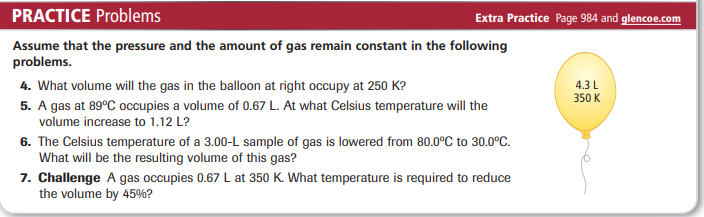 PRACTICE Problems
Extra Practice Page 984 and glencoe.com
Assume that the pressure and the amount of gas remain constant in the following
problems.
4. What volume will the gas in the balloon at right occupy at 250 K?
5. A gas at 89ºC occupies a volume of 0.67 L. At what Celsius temperature will the
volume increase to 1.12 L?
6. The Celsius temperature of a 3.00-L sample of gas is lowered from 80.0ºC to 30.0ºC.
What will be the resulting volume of this gas?
7. Challenge A gas occupies 0.67 L at 350 K. What temperature is required to reduce
the volume by 45%?
4.3 L
350 K